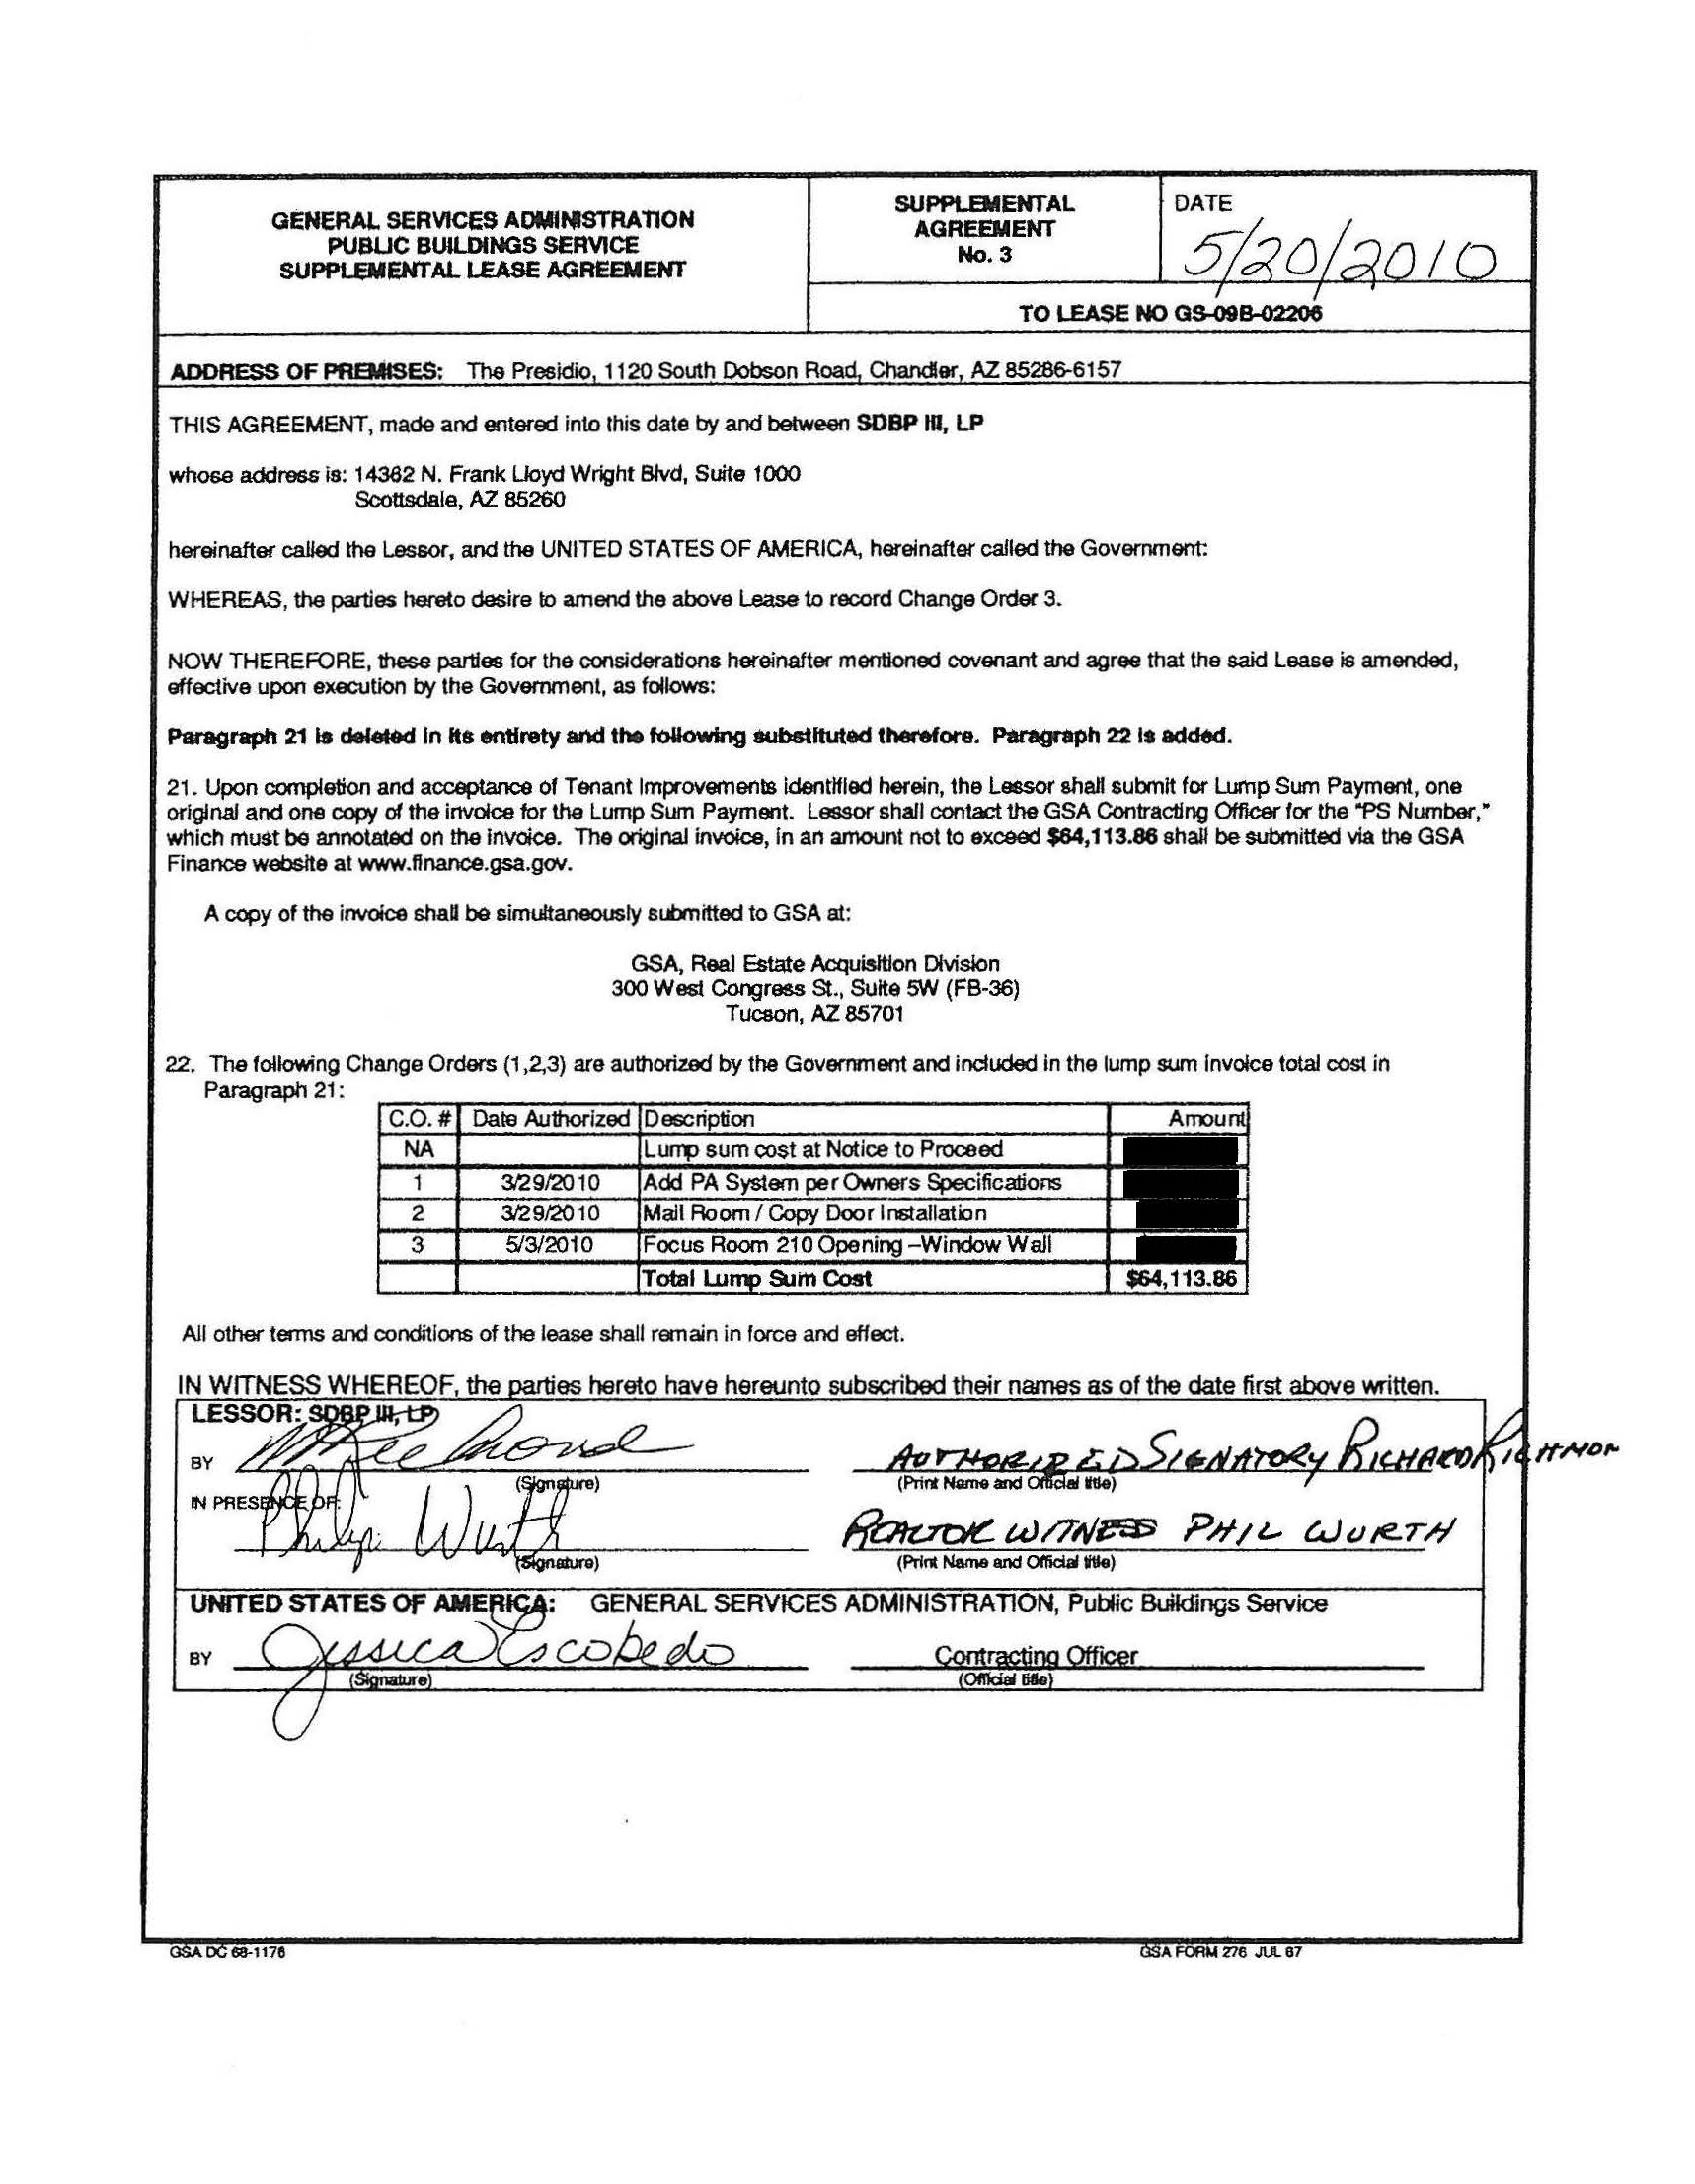 GENERAL SERVICES ADMINISTRATION
PUBLIC BUILDINGS SERVICE
SUPPLEMENTAL LEASE AGREEMENT
SUPPLEMENTAL
AGREEMENT
No. 3
DATE
5/20/2010
TO LEASE NO GS-09B-02206
ADDRESS OF PREMISES: The Presidio, 1120 South Dobson Road, Chandler, AZ 85286-6157
THIS AGREEMENT, made and entered into this date by and between SDBP III, LP
whose address is: 14362 N. Frank Lloyd Wright Blvd, Suite 1000
Scottsdale, AZ 85260
hereinafter called the Lessor, and the UNITED STATES OF AMERICA, hereinafter called the Government:
WHEREAS, the parties hereto desire to amend the above Lease to record Change Order 3.
NOW THEREFORE, these parties for the considerations hereinafter mentioned covenant and agree that the said Lease is amended,
effective upon execution by the Government, as follows:
Paragraph 21 is deleted in its entirety and the following substituted therefore. Paragraph 22 is added.
21. Upon completion and acceptance of Tenant Improvements identified herein, the Lessor shall submit for Lump Sum Payment, one
original and one copy of the invoice for the Lump Sum Payment. Lessor shall contact the GSA Contracting Officer for the "PS Number,"
which must be annotated on the invoice. The original invoice, in an amount not to exceed $64,113.86 shall be submitted via the GSA
Finance website at www.finance.gsa.gov.
A copy of the invoice shall be simultaneously submitted to GSA at:
GSA, Real Estate Acquisition Division
300 West Congress St., Suite 5W (FB-36)
Tucson, AZ 85701
22. The following Change Orders (1,2,3) are authorized by the Government and included in the lump sum invoice total cost in
Paragraph 21:
C.O. # Date Authorized Description Amount
NA Lump sum cost at Notice to Proceed
1 3/29/2010 Add PA System per Owners Specifications
2 3/29/2010 Mail Room / Copy Door Installation
3 5/3/2010 Focus Room 210 Opening –Window Wall
Total Lump Sum Cost $64,113.86
All other terms and conditions of the lease shall remain in force and effect.
IN WITNESS WHEREOF, the parties hereto have hereunto subscribed their names as of the date first above written.
LESSOR: SDBP III, LP
BY AUTHORIZED SIGNATORY RICHARD RICHMON
(Signature) (Print Name and Official title)
IN PRESENCE OF:
Philip Wurth REALTOR WITNESS PHIL WURTH
(Signature) (Print Name and Official title)
UNITED STATES OF AMERICA: GENERAL SERVICES ADMINISTRATION, Public Buildings Service
BY Jessica Escobedo Contracting Officer
(Signature) (Official title)
GSA DC 68-1176 GSA FORM 276 JUL 67